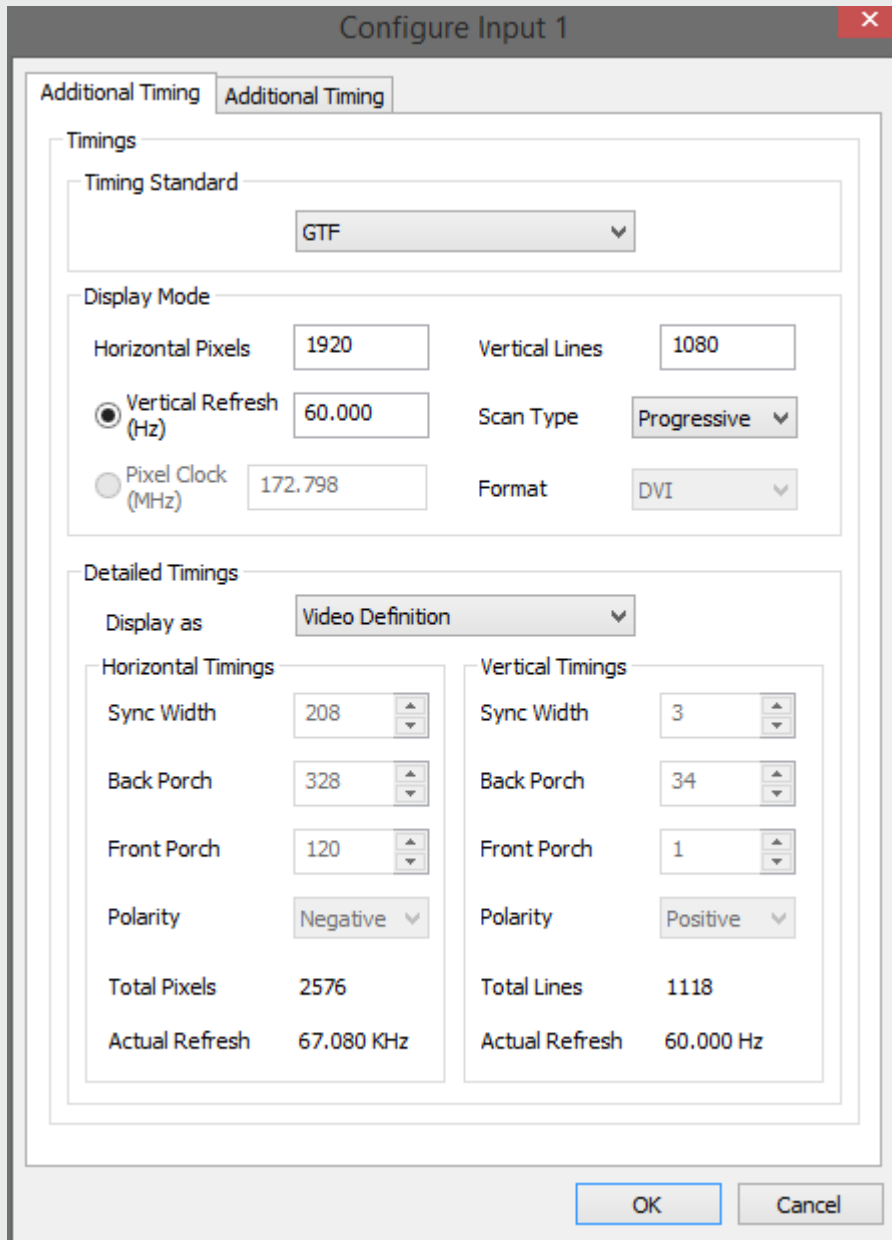 Configure Input 1
Additional Timing Additional Timing
Timings
Timing Standard
GTF
Display Mode
Horizontal Pixels 1920 Vertical Lines 1080
Vertical Refresh (Hz) 60.000 Scan Type Progressive
Pixel Clock (MHz) 172.798 Format DVI
Detailed Timings
Display as Video Definition
Horizontal Timings Vertical Timings
Sync Width 208 Sync Width 3
Back Porch 328 Back Porch 34
Front Porch 120 Front Porch 1
Polarity Negative Polarity Positive
Total Pixels 2576 Total Lines 1118
Actual Refresh 67.080 KHz Actual Refresh 60.000 Hz
OK Cancel